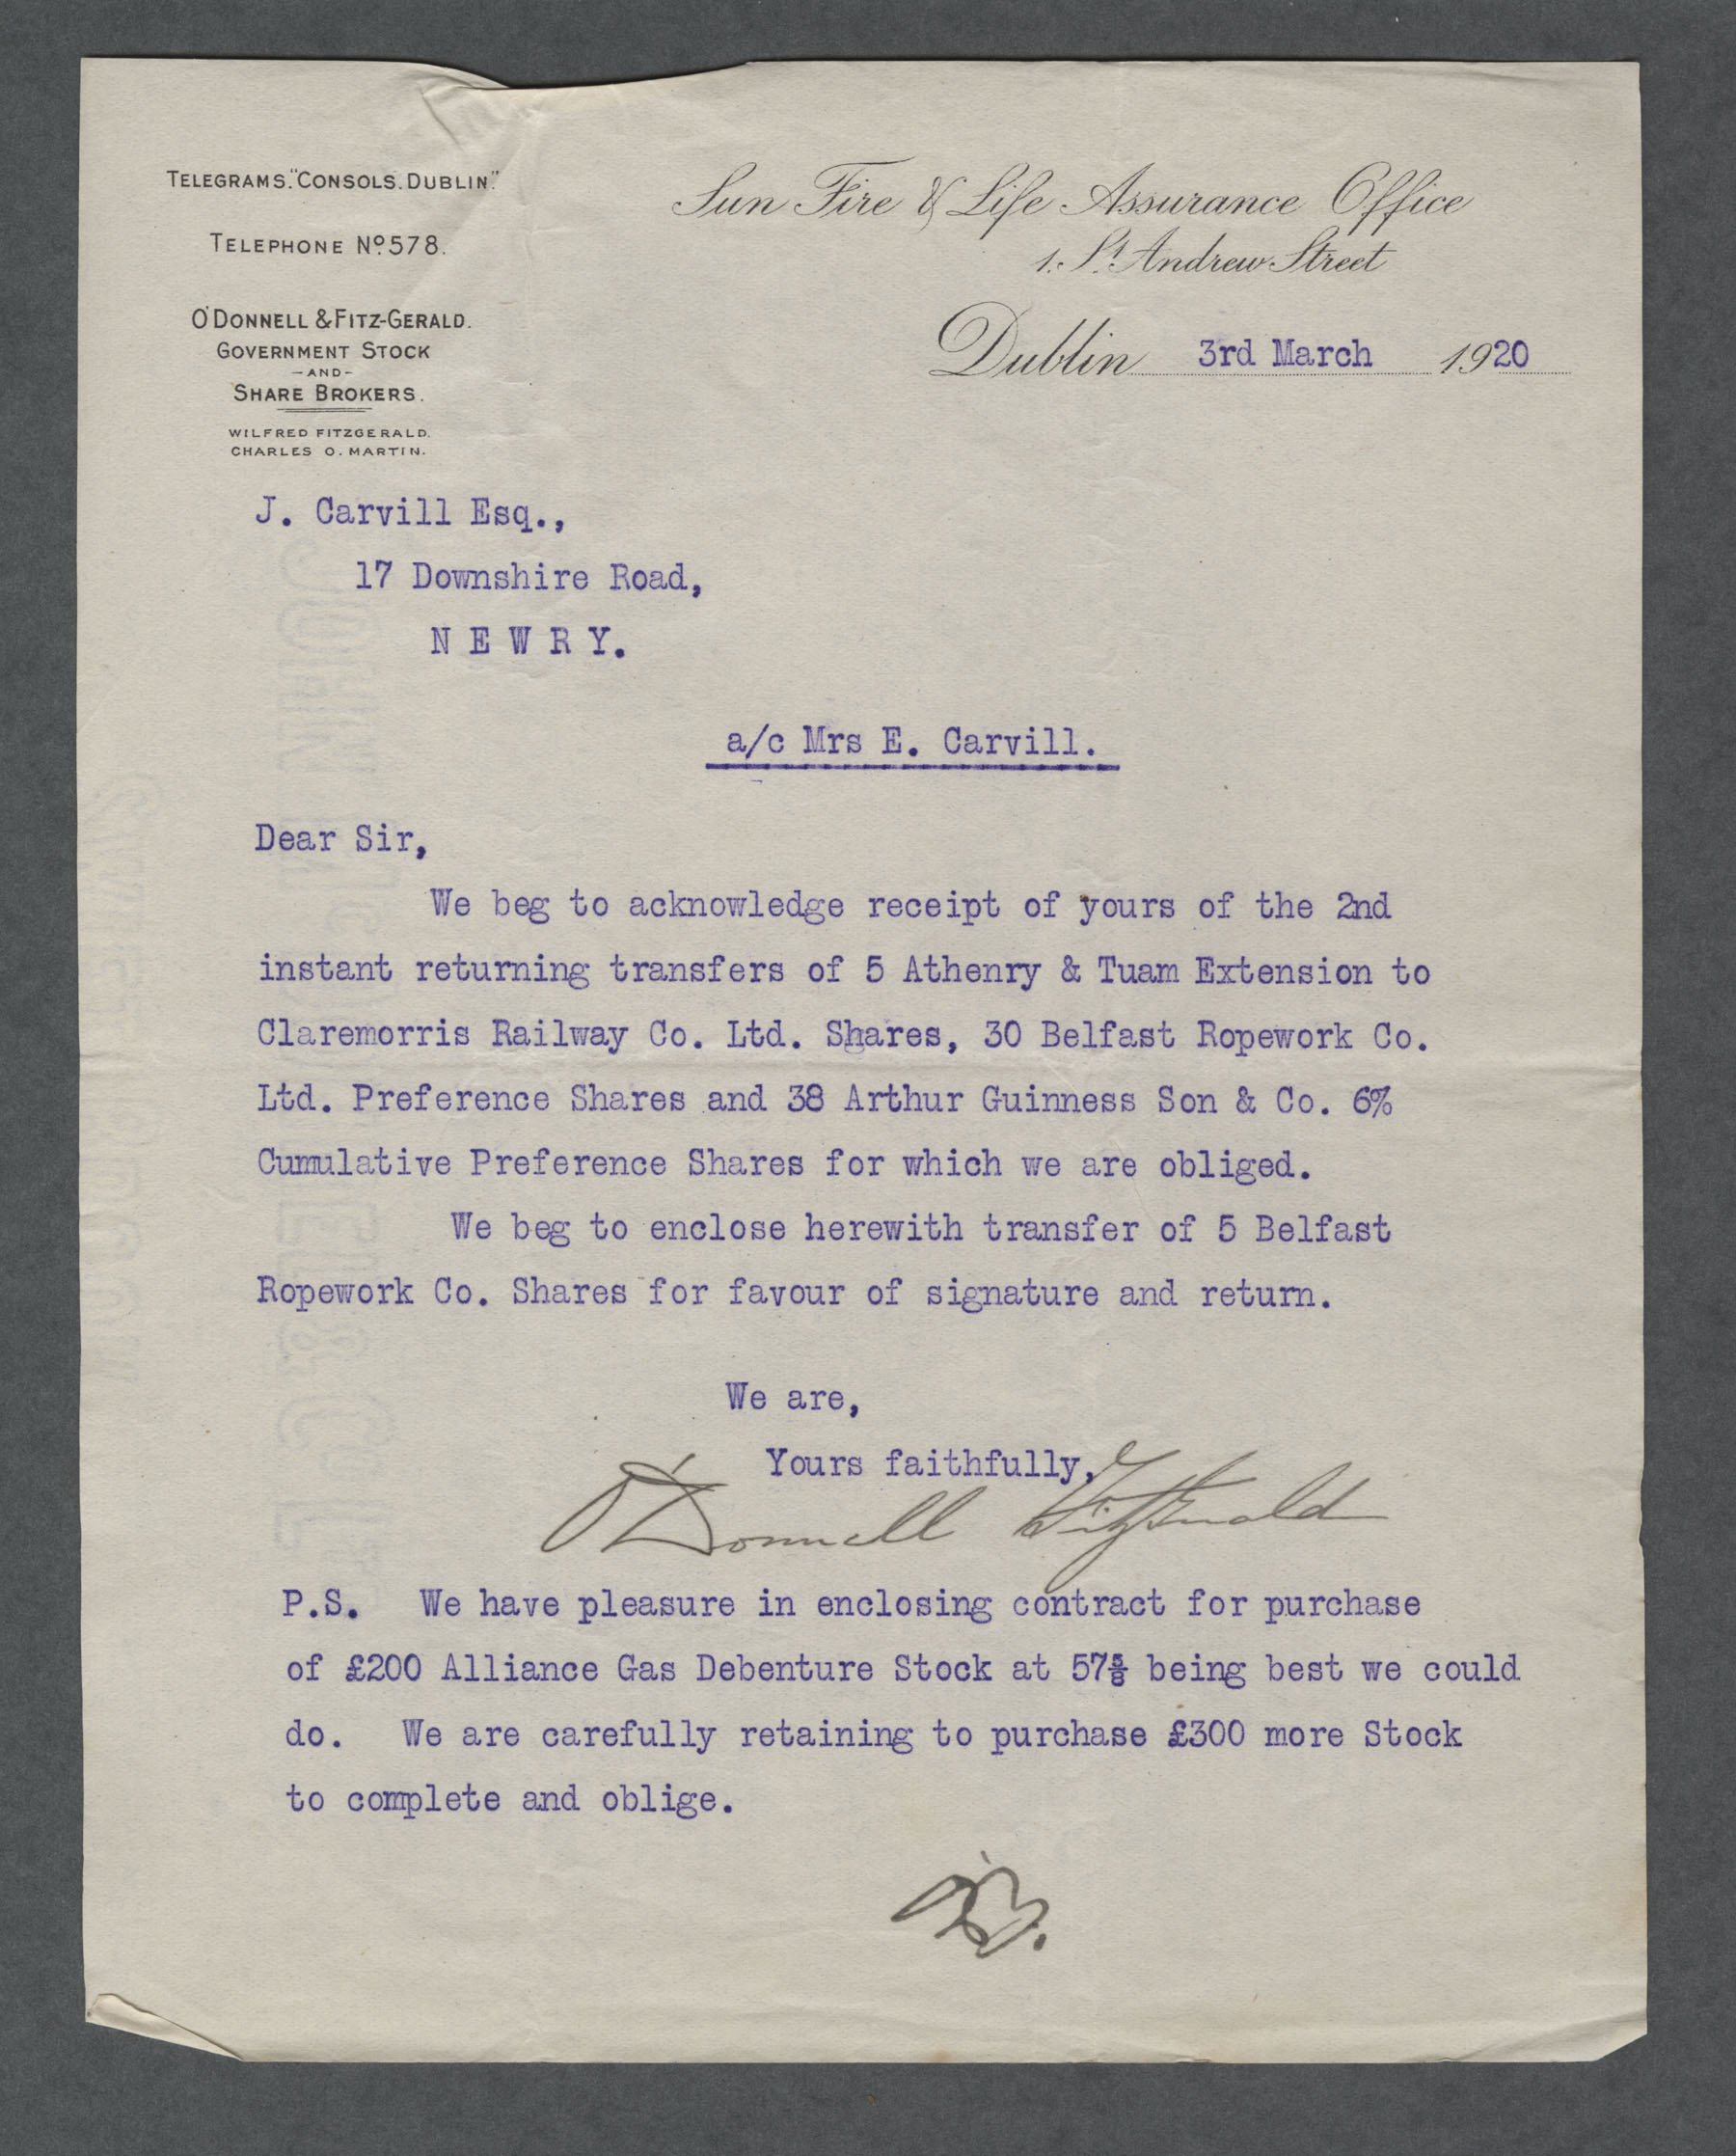 TELEGRAMS. "CONSOLS. DUBLIN."
TELEPHONE No. 578.
O'DONNELL & FITZ-GERALD.
GOVERNMENT STOCK
- AND -
SHARE BROKERS.
WILFRED FITZGERALD.
CHARLES O. MARTIN.
Sun Fire & Life Assurance Office
1. St. Andrew Street
Dublin 3rd March 1920
J. Carvill Esq.,
17 Downshire Road,
N E W R Y.
a/c Mrs E. Carvill.
Dear Sir,
We beg to acknowledge receipt of yours of the 2nd
instant returning transfers of 5 Athenry & Tuam Extension to
Claremorris Railway Co. Ltd. Shares, 30 Belfast Ropework Co.
Ltd. Preference Shares and 38 Arthur Guinness Son & Co. 6%
Cumulative Preference Shares for which we are obliged.
We beg to enclose herewith transfer of 5 Belfast
Ropework Co. Shares for favour of signature and return.
We are,
Yours faithfully,
O'Donnell Fitzgerald
P.S. We have pleasure in enclosing contract for purchase
of £200 Alliance Gas Debenture Stock at 57⅝ being best we could
do. We are carefully retaining to purchase £300 more Stock
to complete and oblige.